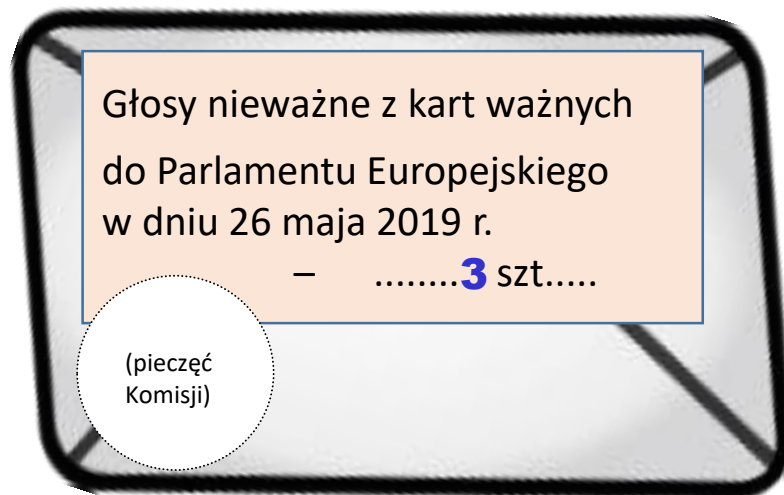 Głosy nieważne z kart ważnych
do Parlamentu Europejskiego
w dniu 26 maja 2019 r.
– ........3 szt.....
(pieczęć
Komisji)